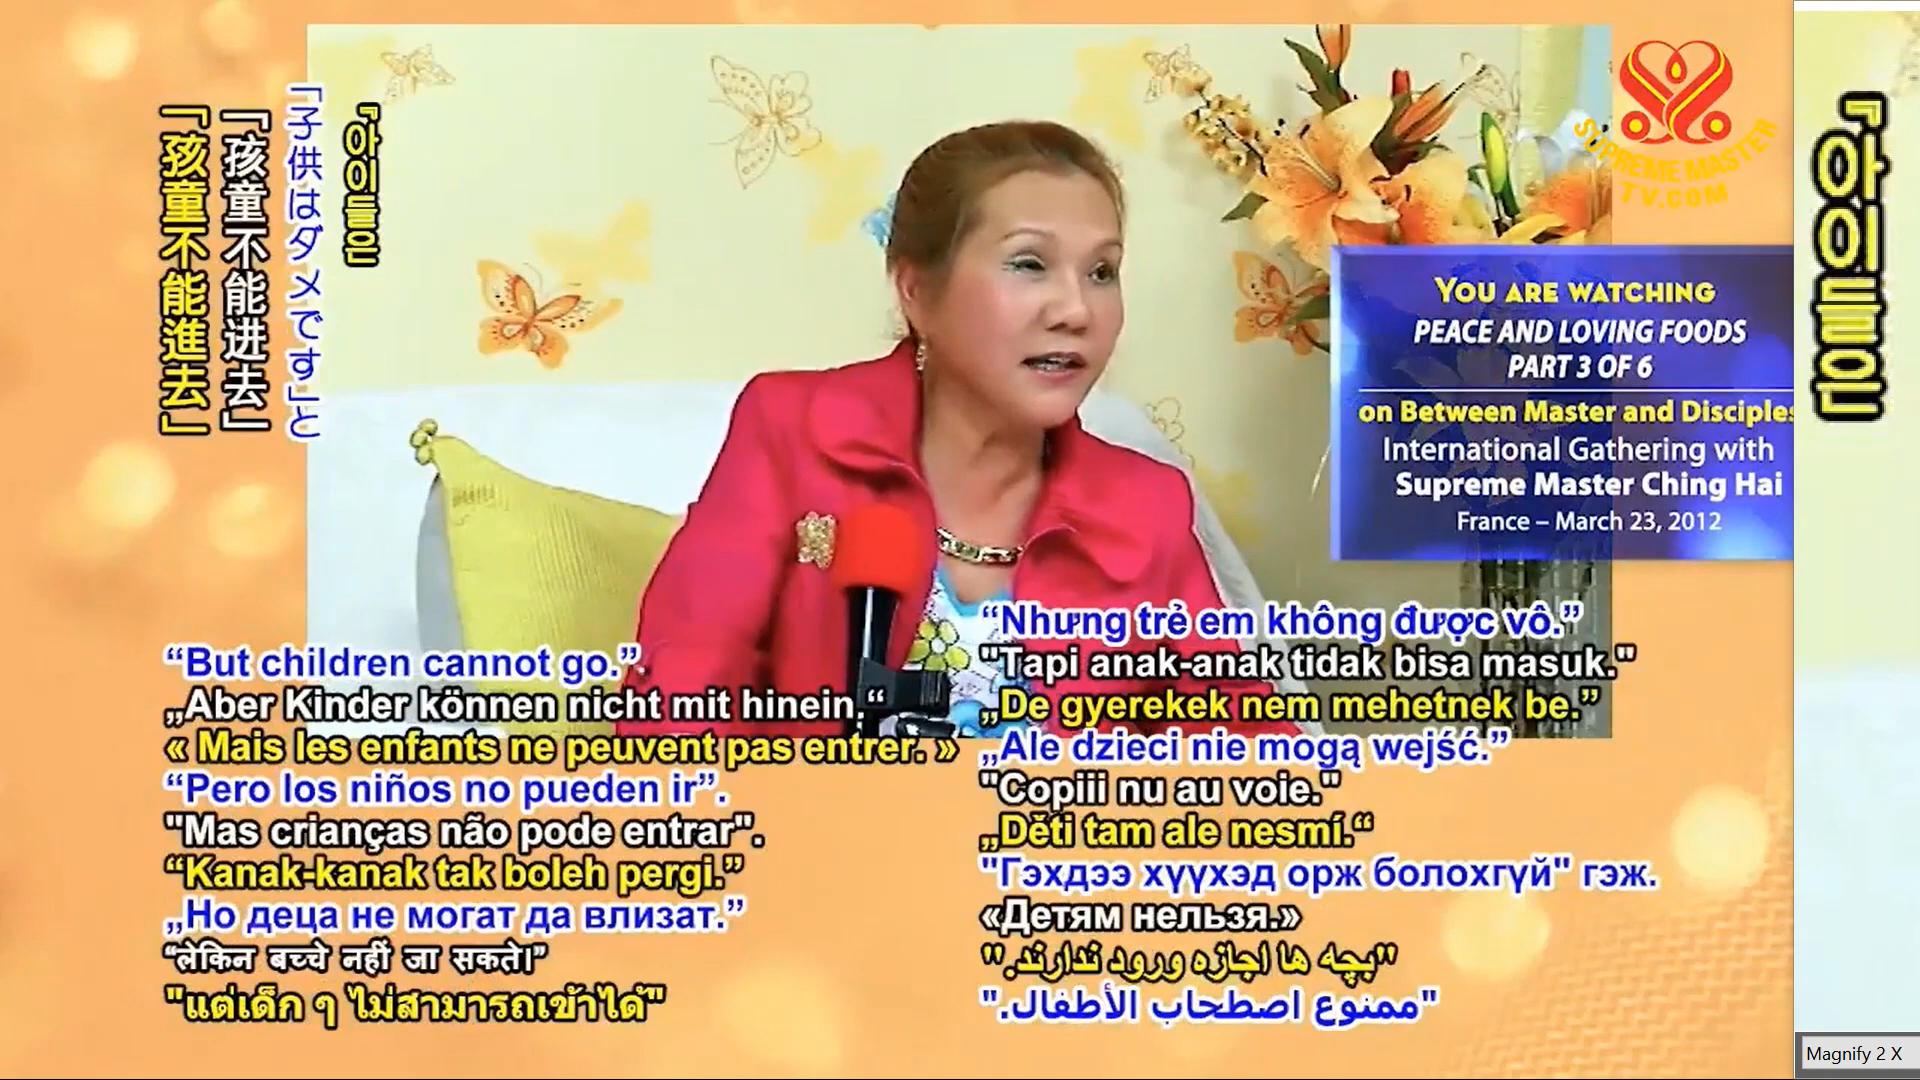 「孩童不能進去」
「孩童不能进去」
「子供はダメです」と
『아이들은
SUPREME MASTER
TV.COM
YOU ARE WATCHING
PEACE AND LOVING FOODS
PART 3 OF 6
on Between Master and Disciples
International Gathering with
Supreme Master Ching Hai
France – March 23, 2012
“But children cannot go.”
„Aber Kinder können nicht mit hinein.“
« Mais les enfants ne peuvent pas entrer. »
“Pero los niños no pueden ir”.
"Mas crianças não pode entrar".
“Kanak-kanak tak boleh pergi.”
„Но деца не могат да влизат.”
“लेकिन बच्चे नहीं जा सकते।”
"แต่เด็ก ๆ ไม่สามารถเข้าได้"
“Nhưng trẻ em không được vô.”
"Tapi anak-anak tidak bisa masuk."
„De gyerekek nem mehetnek be.”
„Ale dzieci nie mogą wejść.”
"Copiii nu au voie."
„Děti tam ale nesmí.“
"Гэхдээ хүүхэд орж болохгүй" гэж.
«Детям нельзя.»
"بچه ها اجازه ورود ندارند."
"ممنوع اصطحاب الأطفال."
『아이들은
Magnify 2 X